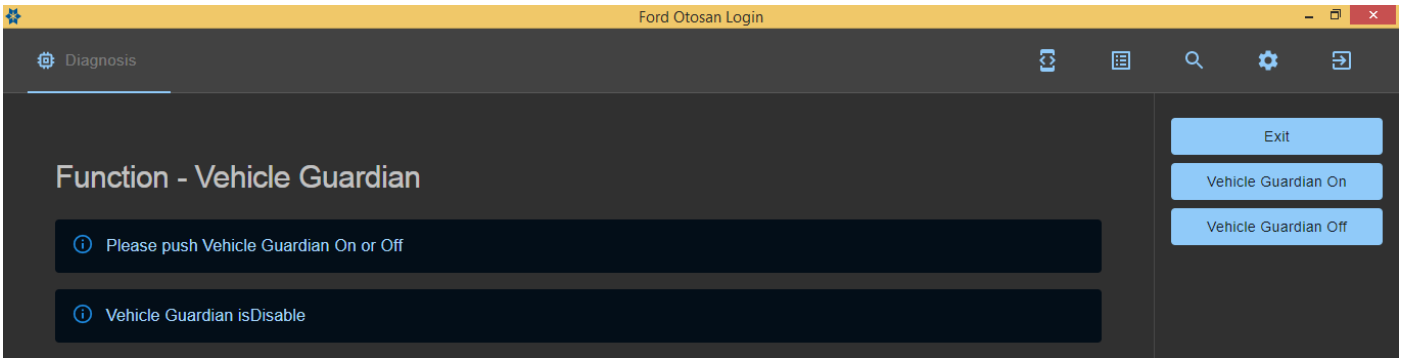 Ford Otosan Login
Diagnosis
Function - Vehicle Guardian
Please push Vehicle Guardian On or Off
Vehicle Guardian isDisable
Exit
Vehicle Guardian On
Vehicle Guardian Off